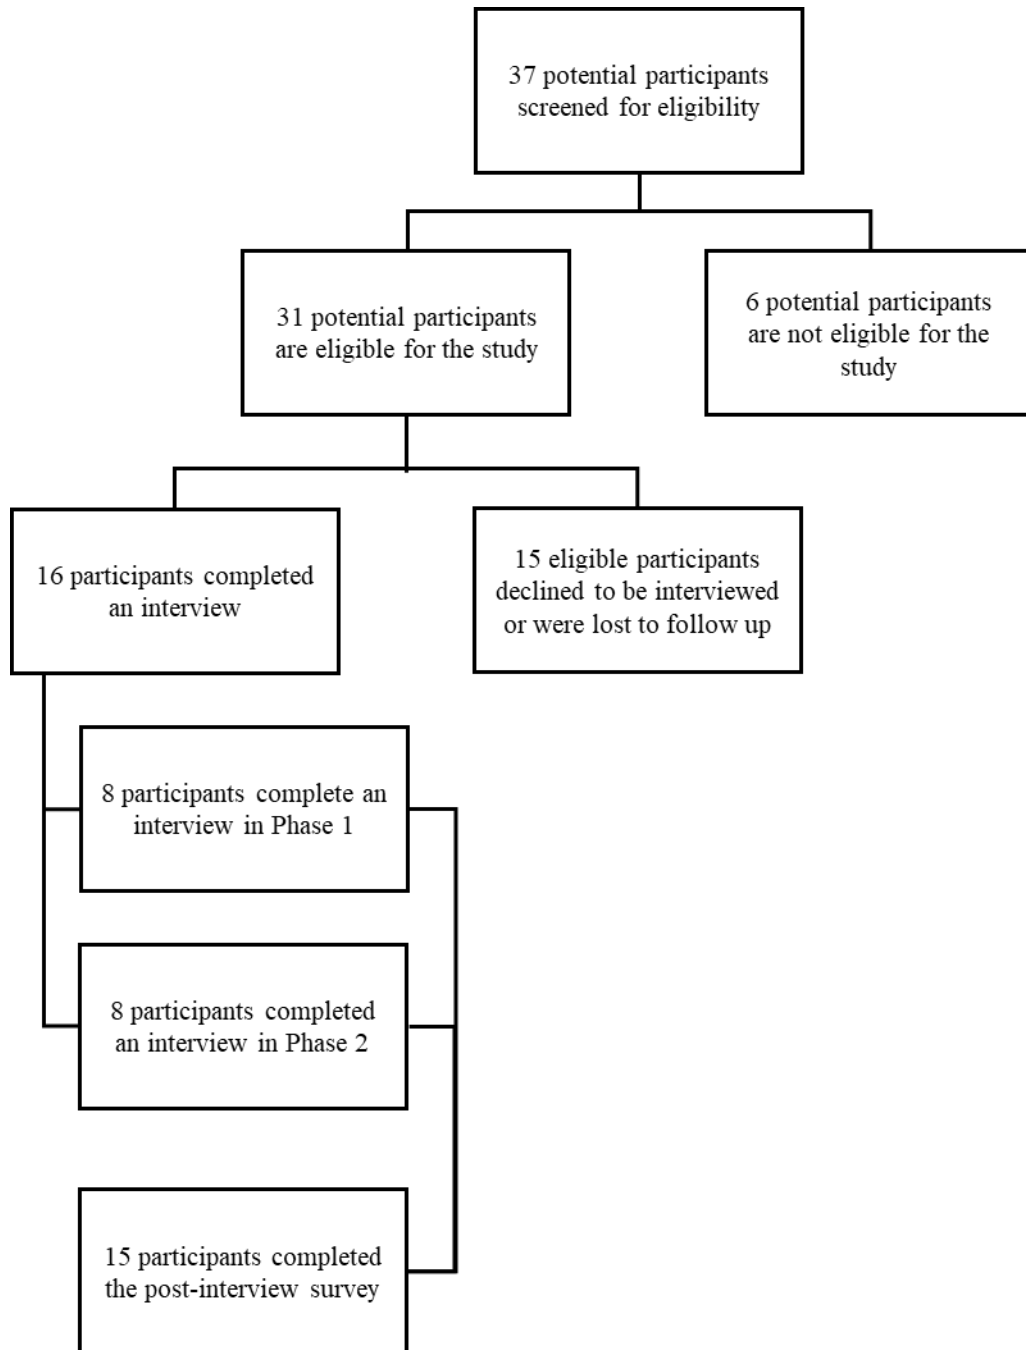 37 potential participants
screened for eligibility
31 potential participants
are eligible for the study
6 potential participants
are not eligible for the
study
16 participants completed
an interview
15 eligible participants
declined to be interviewed
or were lost to follow up
8 participants complete an
interview in Phase 1
8 participants completed
an interview in Phase 2
15 participants completed
the post-interview survey